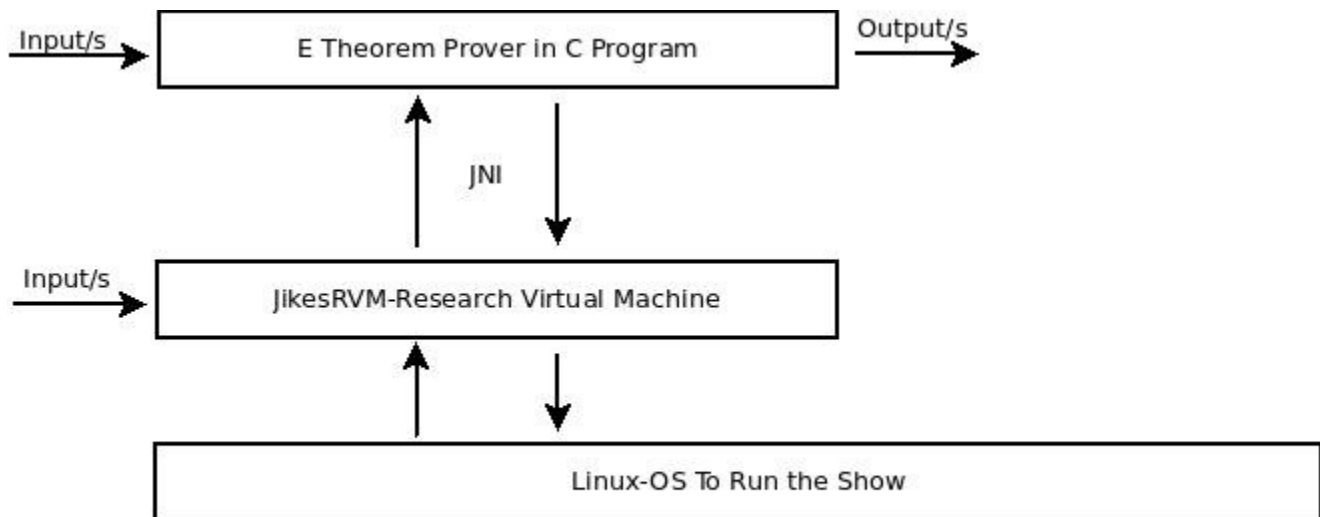 Input/s
E Theorem Prover in C Program
Output/s
JNI
Input/s
JikesRVM-Research Virtual Machine
Linux-OS To Run the Show